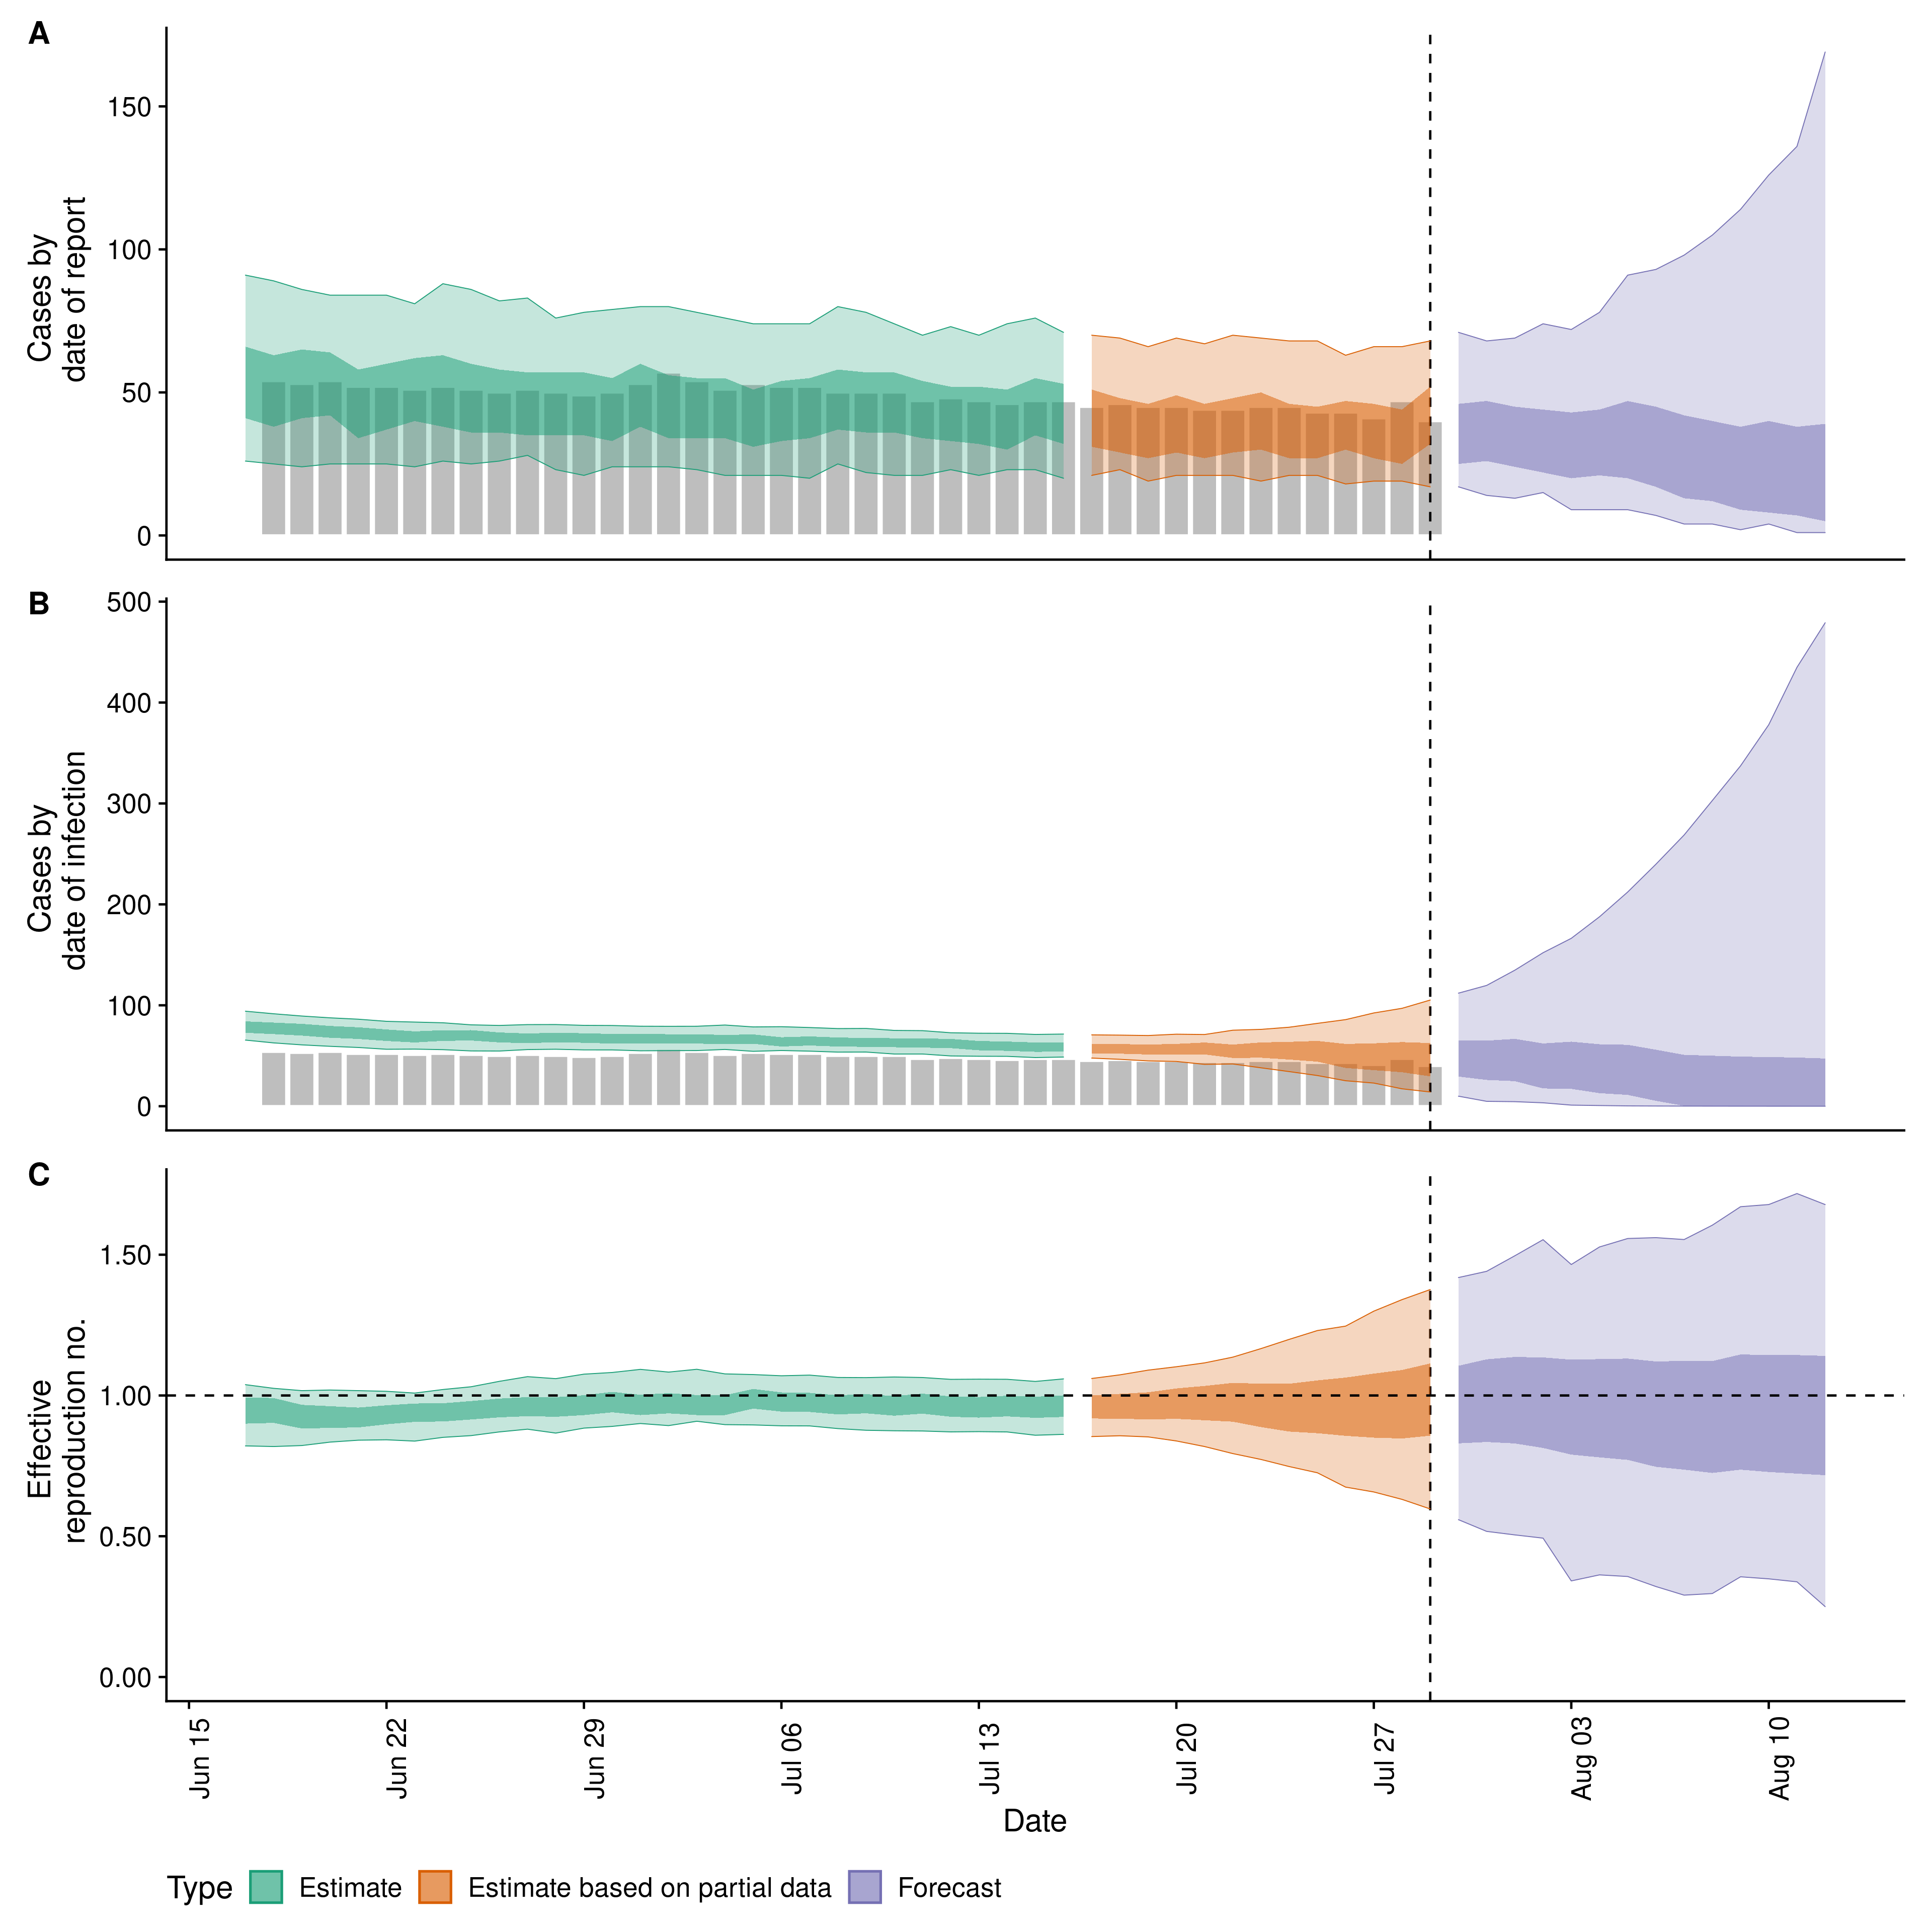 A
Cases by
date of report
150
100
50
0
B
Cases by
date of infection
500
400
300
200
100
0
C
Effective
reproduction no.
1.50
1.00
0.50
0.00
Jun 15
Jun 22
Jun 29
Jul 06
Jul 13
Jul 20
Jul 27
Aug 03
Aug 10
Date
Type
Estimate
Estimate based on partial data
Forecast